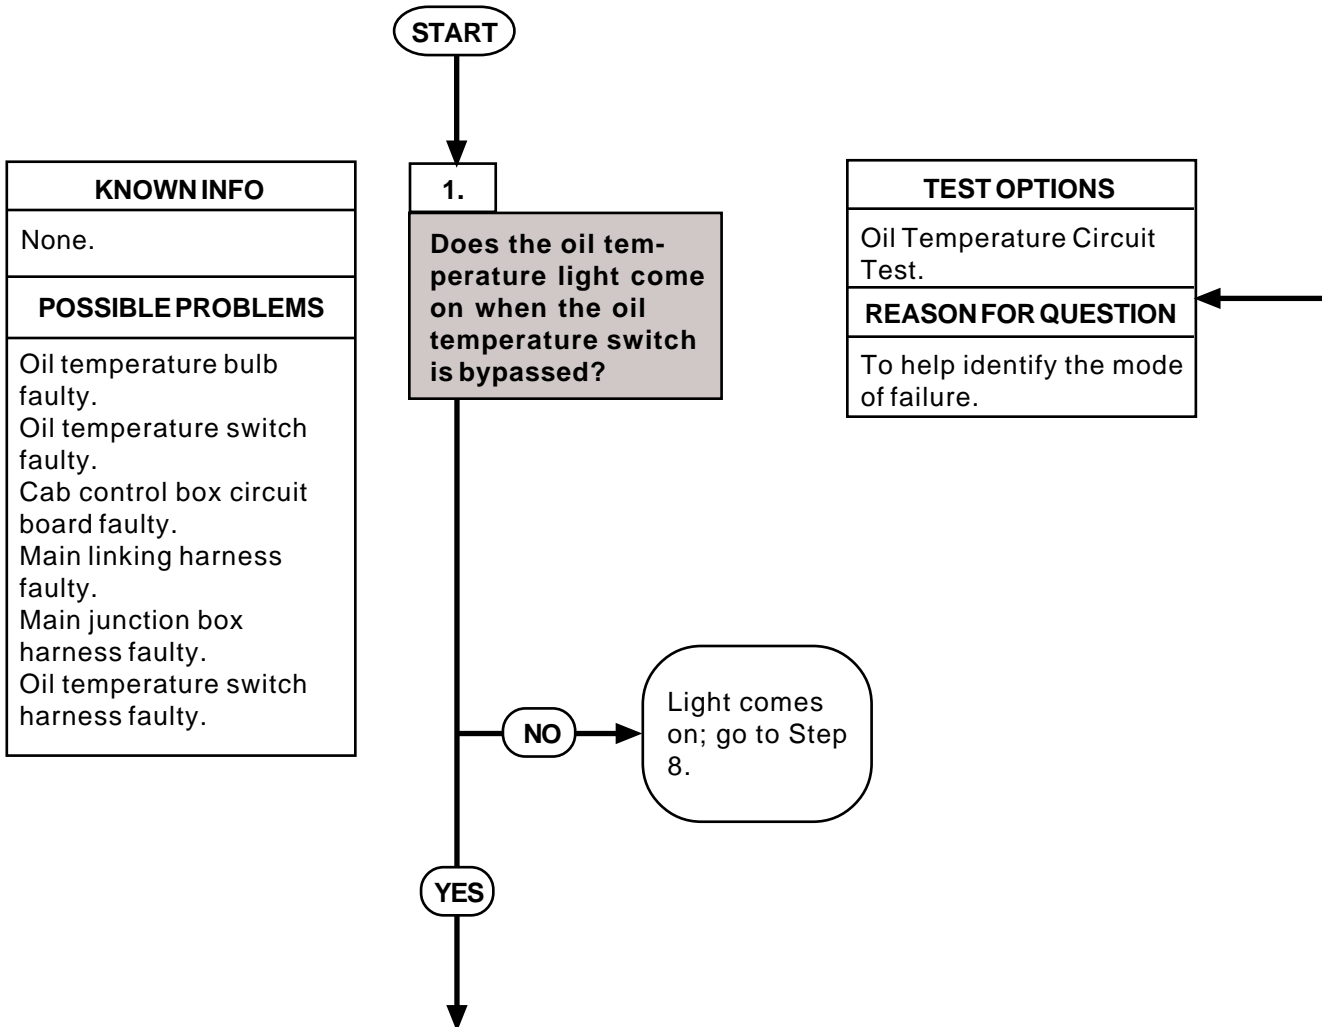 START
KNOWN INFO
None.
POSSIBLE PROBLEMS
Oil temperature bulb
faulty.
Oil temperature switch
faulty.
Cab control box circuit
board faulty.
Main linking harness
faulty.
Main junction box
harness faulty.
Oil temperature switch
harness faulty.
1.
Does the oil tem-
perature light come
on when the oil
temperature switch
is bypassed?
TEST OPTIONS
Oil Temperature Circuit
Test.
REASON FOR QUESTION
To help identify the mode
of failure.
NO
Light comes
on; go to Step
8.
YES